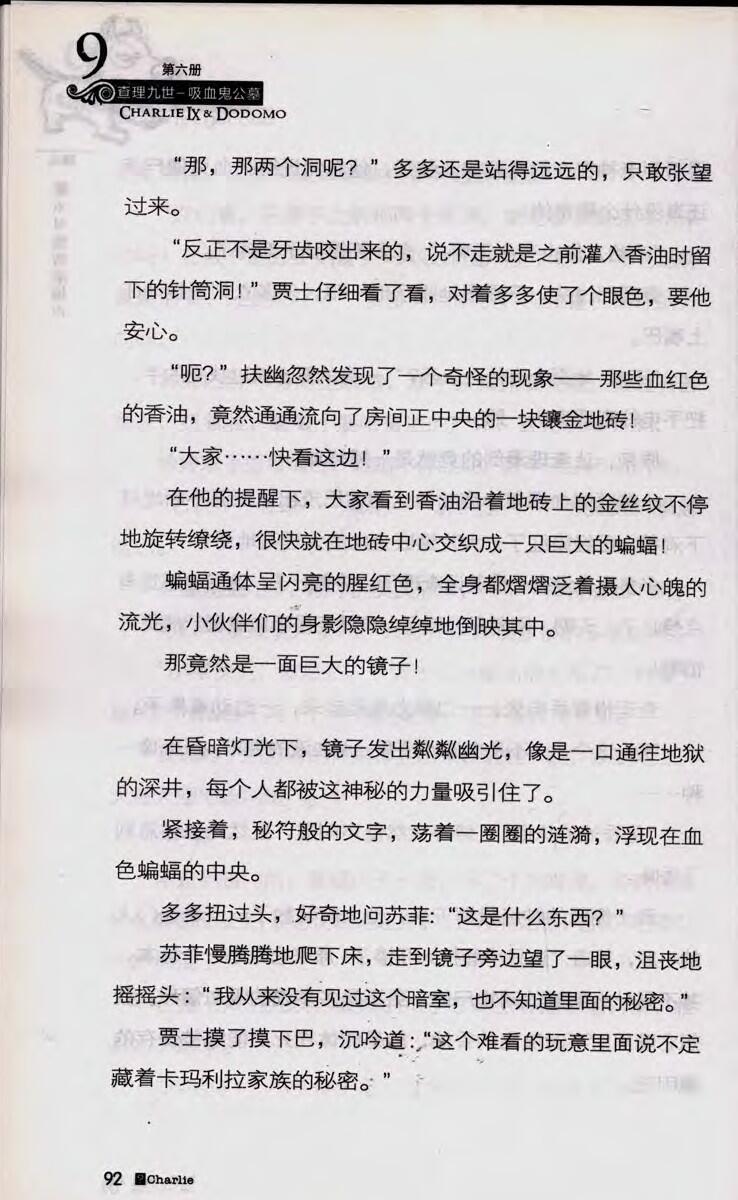 9
第六册
查理九世-吸血鬼公墓
CHARLIE IX & DODOMO
“那，那两个洞呢？”多多还是站得远远的，只敢张望
过来。
“反正不是牙齿咬出来的，说不走就是之前灌入香油时留
下的针筒洞！”贾士仔细看了看，对着多多使了个眼色，要他
安心。
“呃？”扶幽忽然发现了一个奇怪的现象——那些血红色
的香油，竟然通通流向了房间正中央的一块镶金地砖！
“大家……快看这边！”
在他的提醒下，大家看到香油沿着地砖上的金丝纹不停
地旋转缭绕，很快就在地砖中心交织成一只巨大的蝙蝠！
蝙蝠通体呈闪亮的腥红色，全身都熠熠泛着摄人心魄的
流光，小伙伴们的身影隐隐绰绰地倒映其中。
那竟然是一面巨大的镜子！
在昏暗灯光下，镜子发出粼粼幽光，像是一口通往地狱
的深井，每个人都被这神秘的力量吸引住了。
紧接着，秘符般的文字，荡着一圈圈的涟漪，浮现在血
色蝙蝠的中央。
多多扭过头，好奇地问苏菲：“这是什么东西？”
苏菲慢腾腾地爬下床，走到镜子旁边望了一眼，沮丧地
摇摇头：“我从来没有见过这个暗室，也不知道里面的秘密。”
贾士摸了摸下巴，沉吟道：“这个难看的玩意里面说不定
藏着卡玛利拉家族的秘密。”
92 Charlie